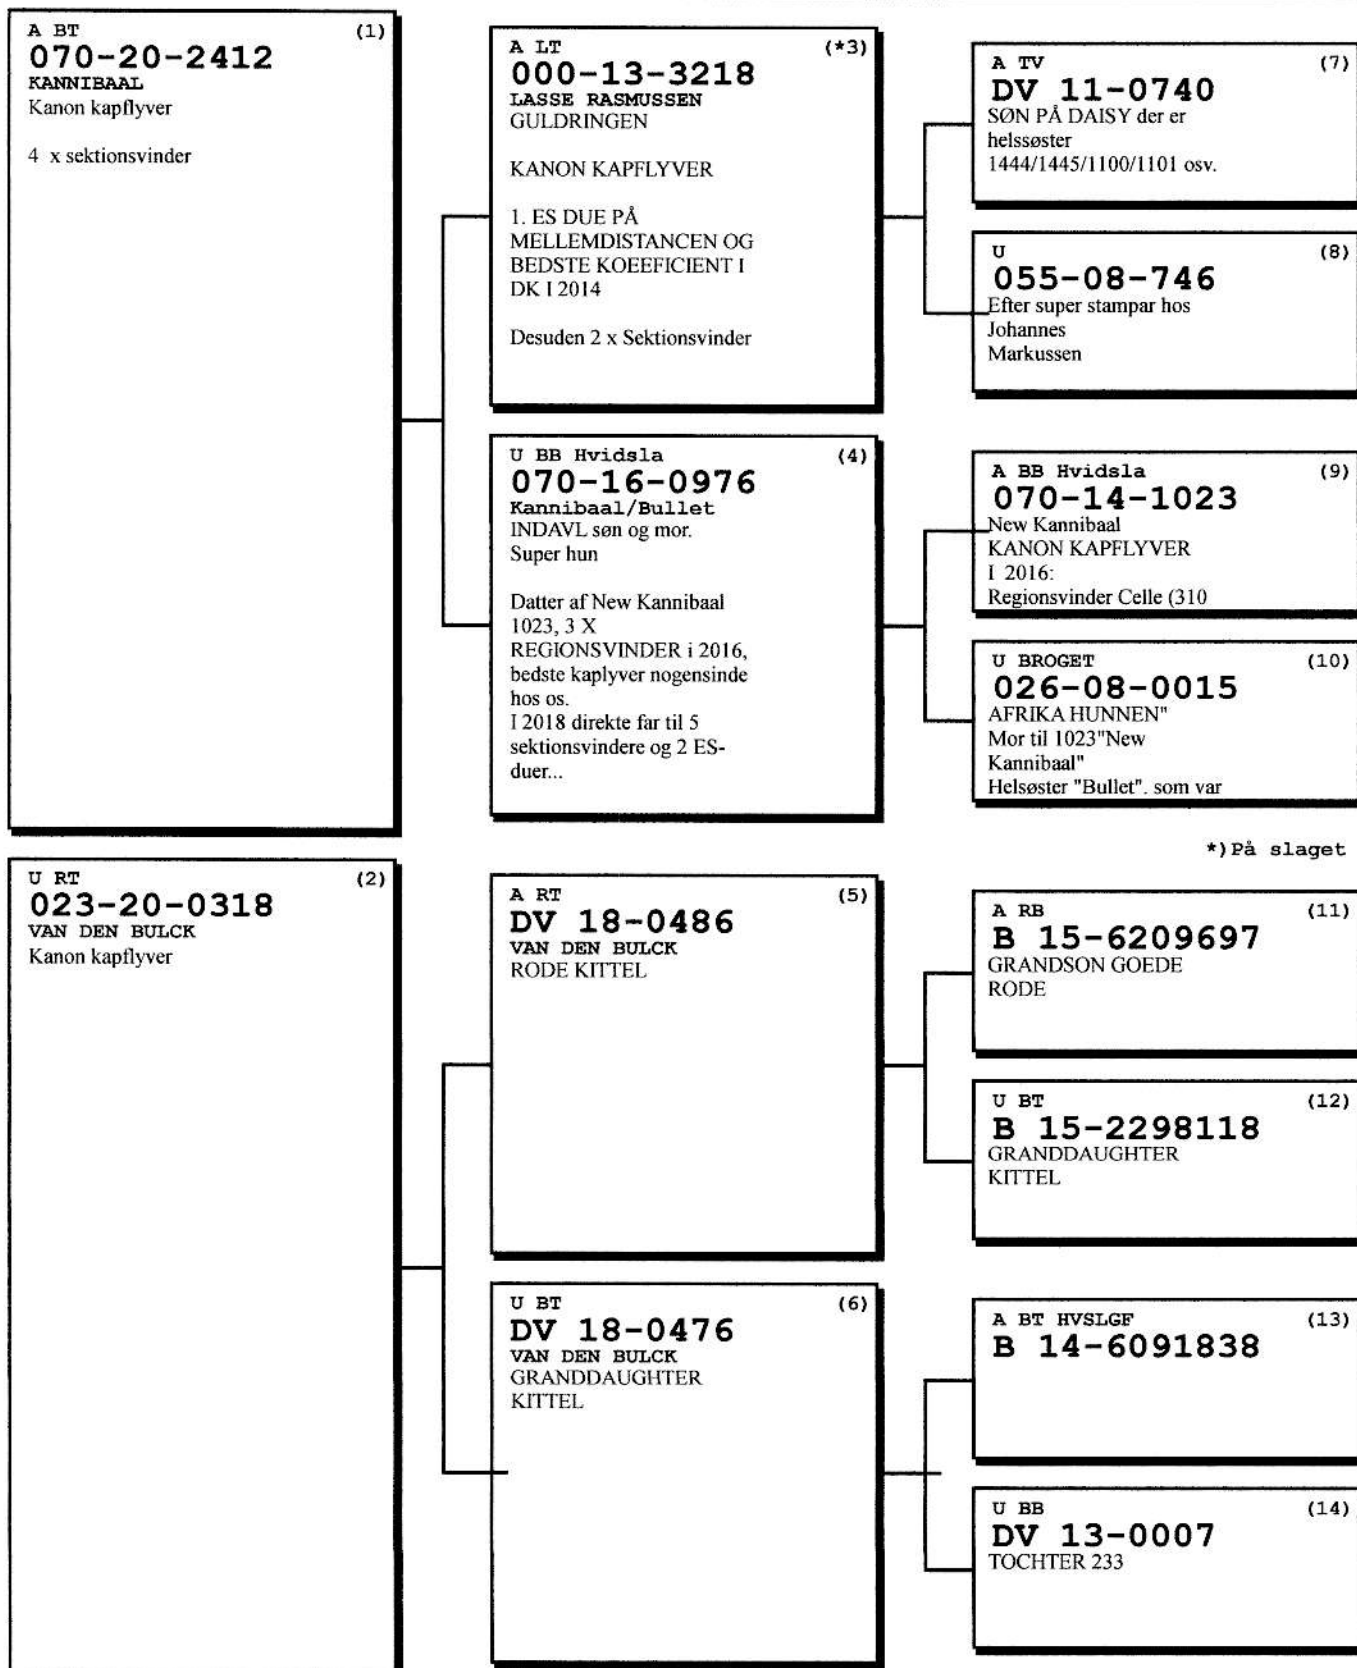 A BT (1)
070-20-2412
KANNIBAAL
Kanon kapflyver
4 x sektionsvinder
A LT (*3)
000-13-3218
LASSE RASMUSSEN
GULDRINGEN
KANON KAPFLYVER
1. ES DUE PÅ
MELLEMDISTANCEN OG
BEDSTE KOEEFICIENT I
DK I 2014
Desuden 2 x Sektionsvinder
A TV (7)
DV 11-0740
SØN PÅ DAISY der er
helssøster
1444/1445/1100/1101 osv.
U (8)
055-08-746
Efter super stampar hos
Johannes
Markussen
U BB Hvidsla (4)
070-16-0976
Kannibaal/Bullet
INDAVL søn og mor.
Super hun
Datter af New Kannibaal
1023, 3 X
REGIONSVINDER i 2016,
bedste kaplyver nogensinde
hos os.
I 2018 direkte far til 5
sektionsvindere og 2 ES-
duer...
A BB Hvidsla (9)
070-14-1023
New Kannibaal
KANON KAPFLYVER
I 2016:
Regionsvinder Celle (310
U BROGET (10)
026-08-0015
AFRIKA HUNNEN"
Mor til 1023"New
Kannibaal"
Helsøster "Bullet". som var
*)På slaget
U RT (2)
023-20-0318
VAN DEN BULCK
Kanon kapflyver
A RT (5)
DV 18-0486
VAN DEN BULCK
RODE KITTEL
A RB (11)
B 15-6209697
GRANDSON GOEDE
RODE
U BT (12)
B 15-2298118
GRANDDAUGHTER
KITTEL
U BT (6)
DV 18-0476
VAN DEN BULCK
GRANDDAUGHTER
KITTEL
A BT HVSLGF (13)
B 14-6091838
U BB (14)
DV 13-0007
TOCHTER 233